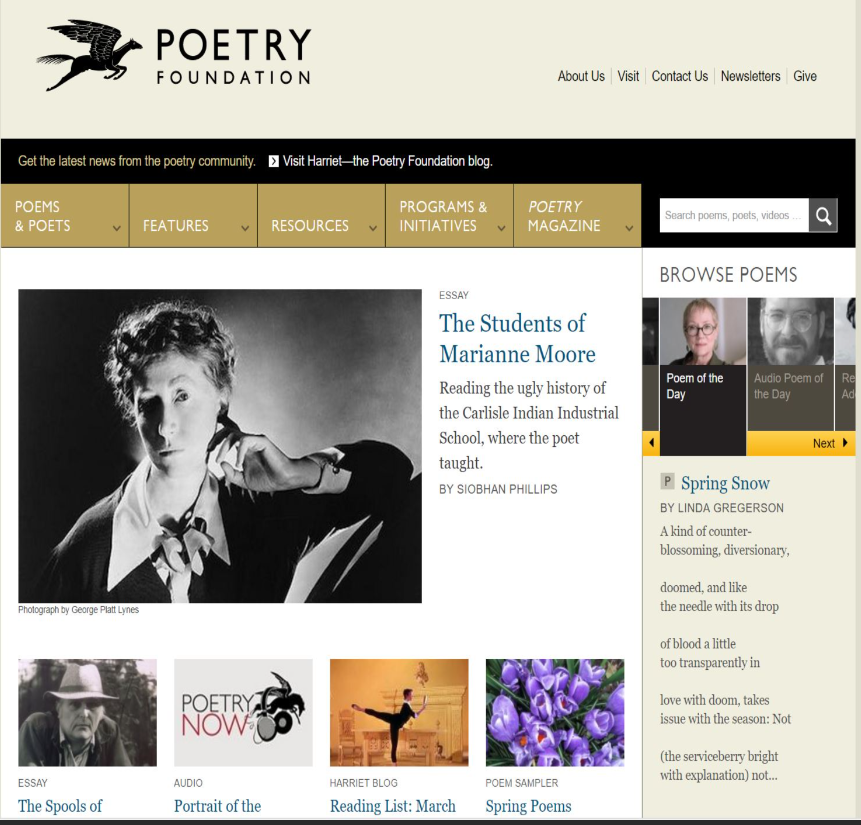 POETRY
FOUNDATION
About Us
Visit
Contact Us
Newsletters
Give
Get the latest news from the poetry community.
Visit Harriet—the Poetry Foundation blog.
POEMS
& POETS
FEATURES
RESOURCES
PROGRAMS &
INITIATIVES
POETRY
MAGAZINE
Search poems, poets, videos ...
ESSAY
The Students of
Marianne Moore
Reading the ugly history of
the Carlisle Indian Industrial
School, where the poet
taught.
BY SIOBHAN PHILLIPS
Photograph by George Platt Lynes
POETRY
NOW
ESSAY
The Spools of
AUDIO
Portrait of the
HARRIET BLOG
Reading List: March
POEM SAMPLER
Spring Poems
BROWSE POEMS
Poem of the
Day
Audio Poem of
the Day
Re
Ad
Next
P Spring Snow
BY LINDA GREGERSON
A kind of counter-
blossoming, diversionary,
doomed, and like
the needle with its drop
of blood a little
too transparently in
love with doom, takes
issue with the season: Not
(the serviceberry bright
with explanation) not...